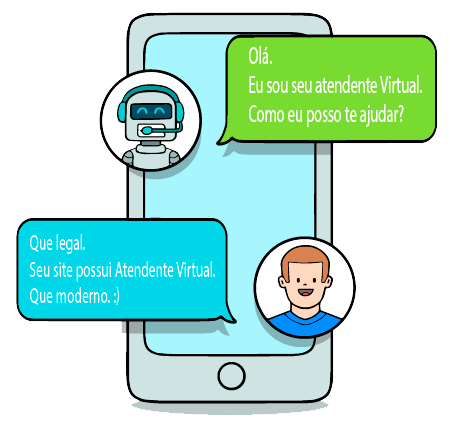 Olá.
Eu sou seu atendente Virtual.
Como eu posso te ajudar?
Que legal.
Seu site possui Atendente Virtual.
Que moderno. :)